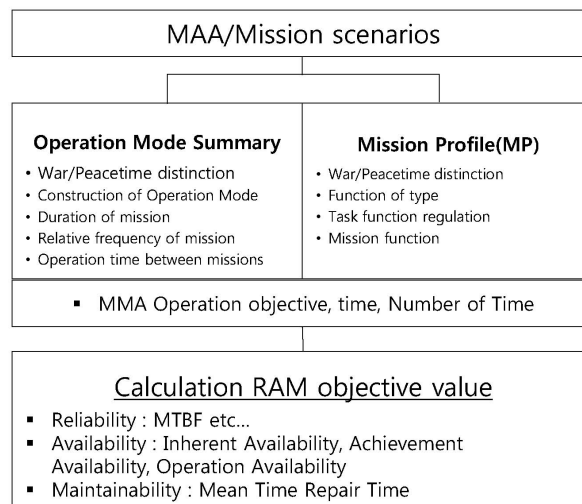 MAA/Mission scenarios
Operation Mode Summary
• War/Peacetime distinction
• Construction of Operation Mode
• Duration of mission
• Relative frequency of mission
• Operation time between missions
Mission Profile(MP)
• War/Peacetime distinction
• Function of type
• Task function regulation
• Mission function
▪ MMA Operation objective, time, Number of Time
Calculation RAM objective value
▪ Reliability : MTBF etc...
▪ Availability : Inherent Availability, Achievement
Availability, Operation Availability
▪ Maintainability : Mean Time Repair Time